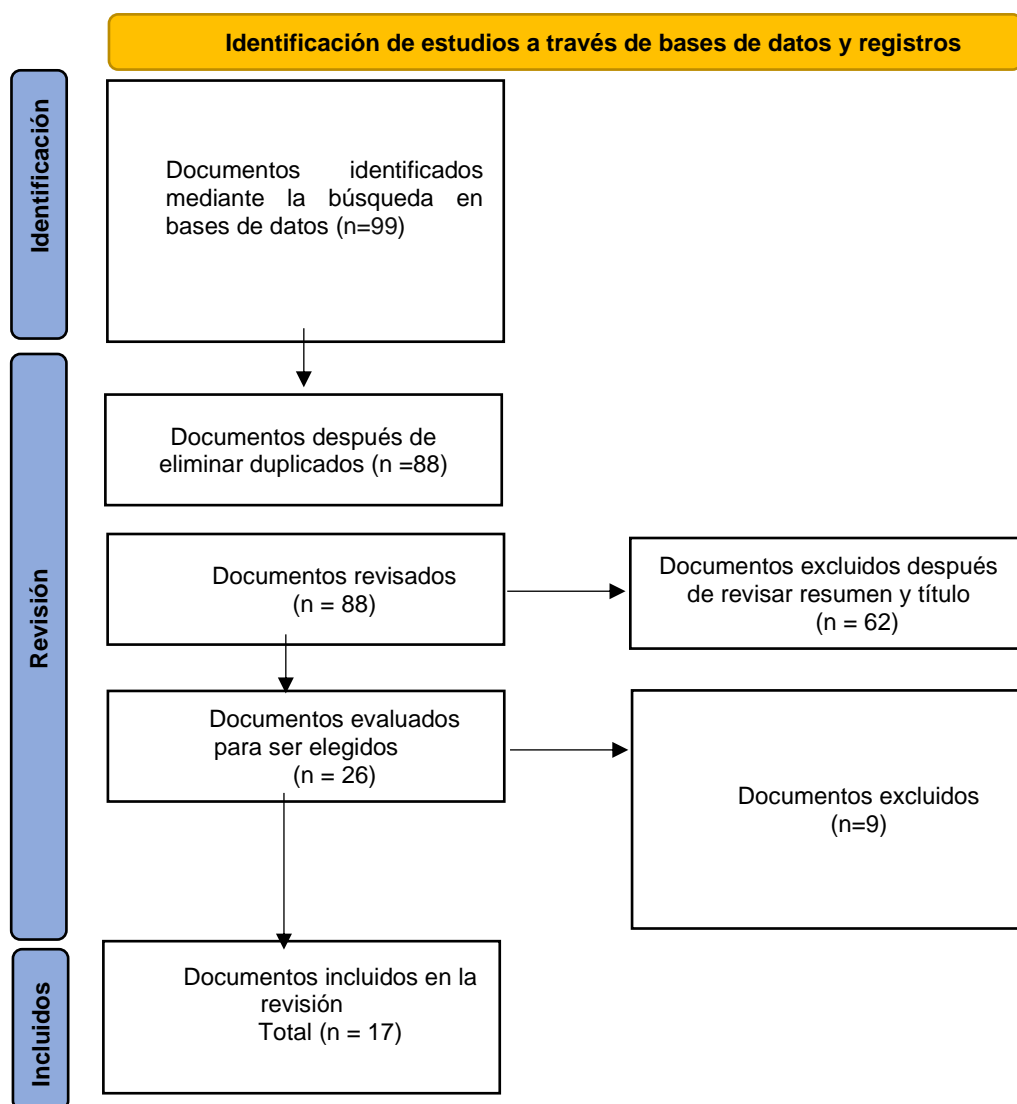 Identificación de estudios a través de bases de datos y registros
Identificación
Documentos identificados
mediante la búsqueda en
bases de datos (n=99)
Revisión
Documentos después de
eliminar duplicados (n =88)
Documentos revisados
(n = 88)
Documentos excluidos después
de revisar resumen y título
(n = 62)
Documentos evaluados
para ser elegidos
(n = 26)
Documentos excluidos
(n=9)
Incluidos
Documentos incluidos en la
revisión
Total (n = 17)